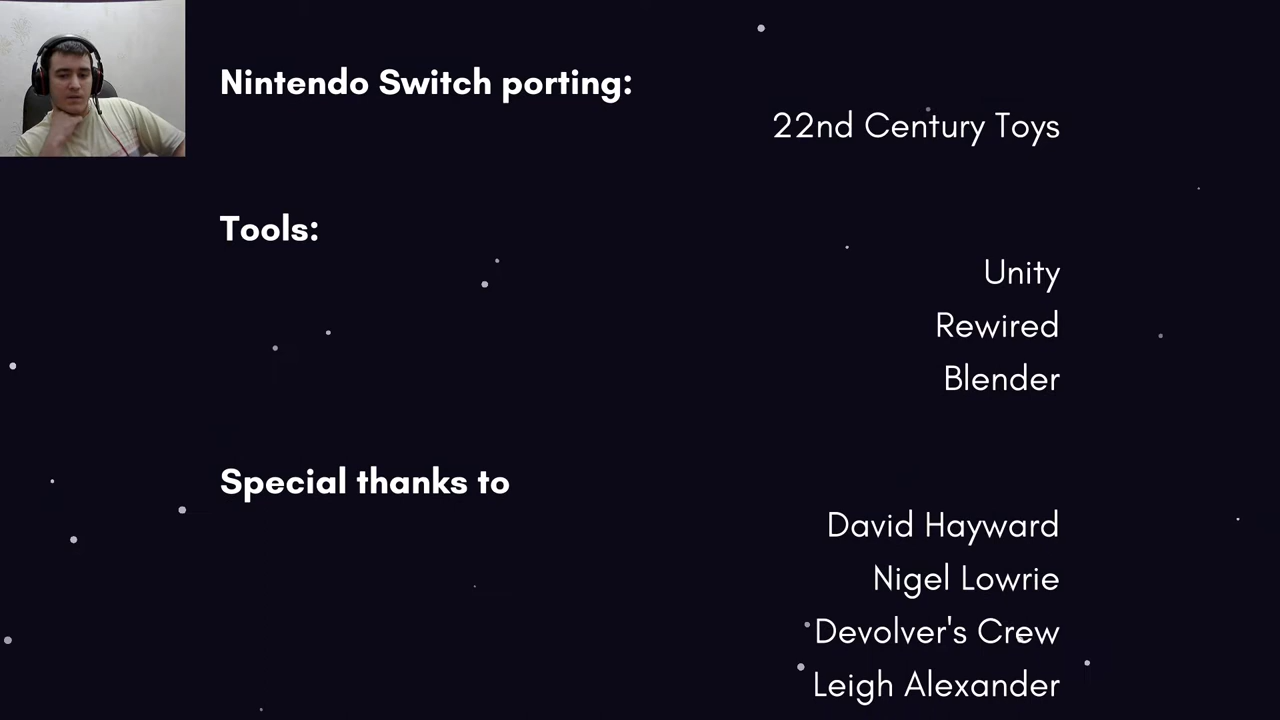 Nintendo Switch porting:
22nd Century Toys
Tools:
Unity
Rewired
Blender
Special thanks to
David Hayward
Nigel Lowrie
Devolver's Crew
Leigh Alexander